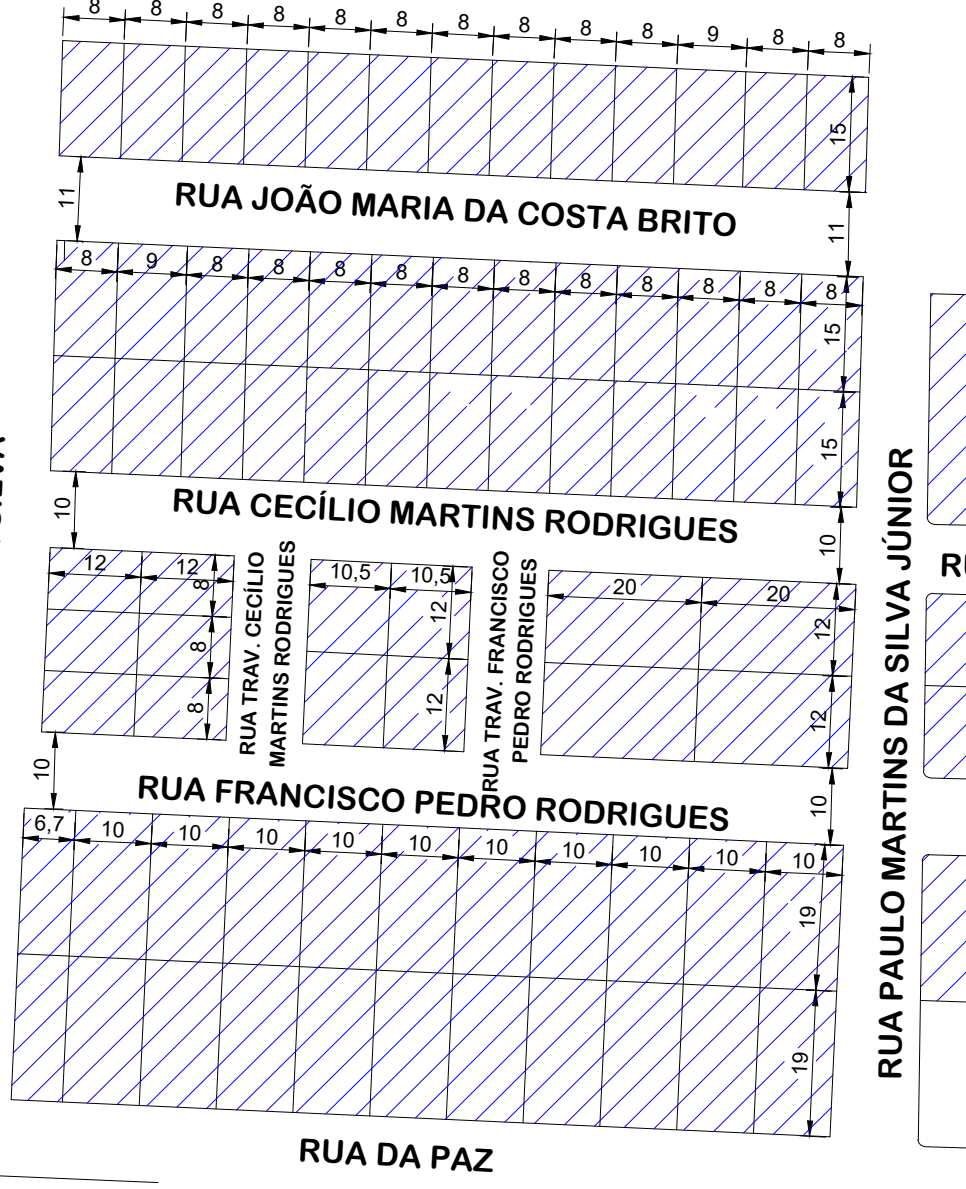 8 8 8 8 8 8 8 8 8 8 9 8 8
15
11
RUA JOÃO MARIA DA COSTA BRITO
11
8 9 8 8 8 8 8 8 8 8 8 8 8
15
15
10
RUA CECÍLIO MARTINS RODRIGUES
10
12 12
8
8
8
RUA TRAV. CECÍLIO
MARTINS RODRIGUES
10,5 10,5
12
12
RUA TRAV. FRANCISCO
PEDRO RODRIGUES
20 20
12
12
10
RUA FRANCISCO PEDRO RODRIGUES
10
6,7 10 10 10 10 10 10 10 10 10 10
19
19
RUA DA PAZ
RUA PAULO MARTINS DA SILVA JÚNIOR